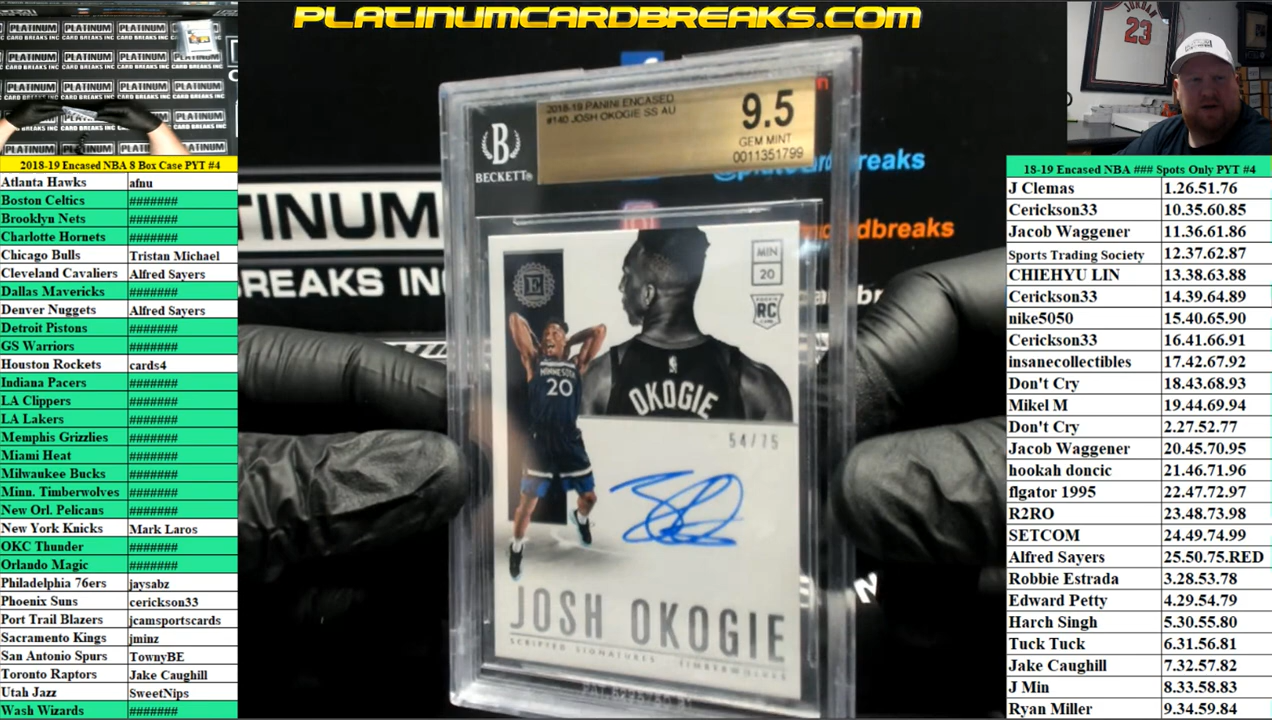 PLATINUMCARDBREAKS.COM
PLATINUM
CARD BREAKS INC
JORDAN
23
2018-19 Encased NBA 8 Box Case PYT #4
Atlanta Hawks afnu
Boston Celtics #######
Brooklyn Nets #######
Charlotte Hornets #######
Chicago Bulls Tristan Michael
Cleveland Cavaliers Alfred Sayers
Dallas Mavericks #######
Denver Nuggets Alfred Sayers
Detroit Pistons #######
GS Warriors #######
Houston Rockets cards4
Indiana Pacers #######
LA Clippers #######
LA Lakers #######
Memphis Grizzlies #######
Miami Heat #######
Milwaukee Bucks #######
Minn. Timberwolves #######
New Orl. Pelicans #######
New York Knicks Mark Laros
OKC Thunder #######
Orlando Magic #######
Philadelphia 76ers jaysabz
Phoenix Suns cerickson33
Port Trail Blazers jcamsportscards
Sacramento Kings jminz
San Antonio Spurs TownyBE
Toronto Raptors Jake Caughill
Utah Jazz SweetNips
Wash Wizards #######
BECKETT
2018-19 PANINI ENCASED
#140 JOSH OKOGIE SS AU
9.5
GEM MINT
0011351799
MIN
20
RC
E
MINNESOTA
20
OKOGIE
54/75
JOSH OKOGIE
SCRIPTED SIGNATURES TIMBERWOLVES
TINUM
REAKS IN
reaks
dbreaks
18-19 Encased NBA ### Spots Only PYT #4
J Clemas 1.26.51.76
Cerickson33 10.35.60.85
Jacob Waggener 11.36.61.86
Sports Trading Society 12.37.62.87
CHIEHYU LIN 13.38.63.88
Cerickson33 14.39.64.89
nike5050 15.40.65.90
Cerickson33 16.41.66.91
insanecollectibles 17.42.67.92
Don't Cry 18.43.68.93
Mikel M 19.44.69.94
Don't Cry 2.27.52.77
Jacob Waggener 20.45.70.95
hookah doncic 21.46.71.96
flgator 1995 22.47.72.97
R2RO 23.48.73.98
SETCOM 24.49.74.99
Alfred Sayers 25.50.75.RED
Robbie Estrada 3.28.53.78
Edward Petty 4.29.54.79
Harch Singh 5.30.55.80
Tuck Tuck 6.31.56.81
Jake Caughill 7.32.57.82
J Min 8.33.58.83
Ryan Miller 9.34.59.84